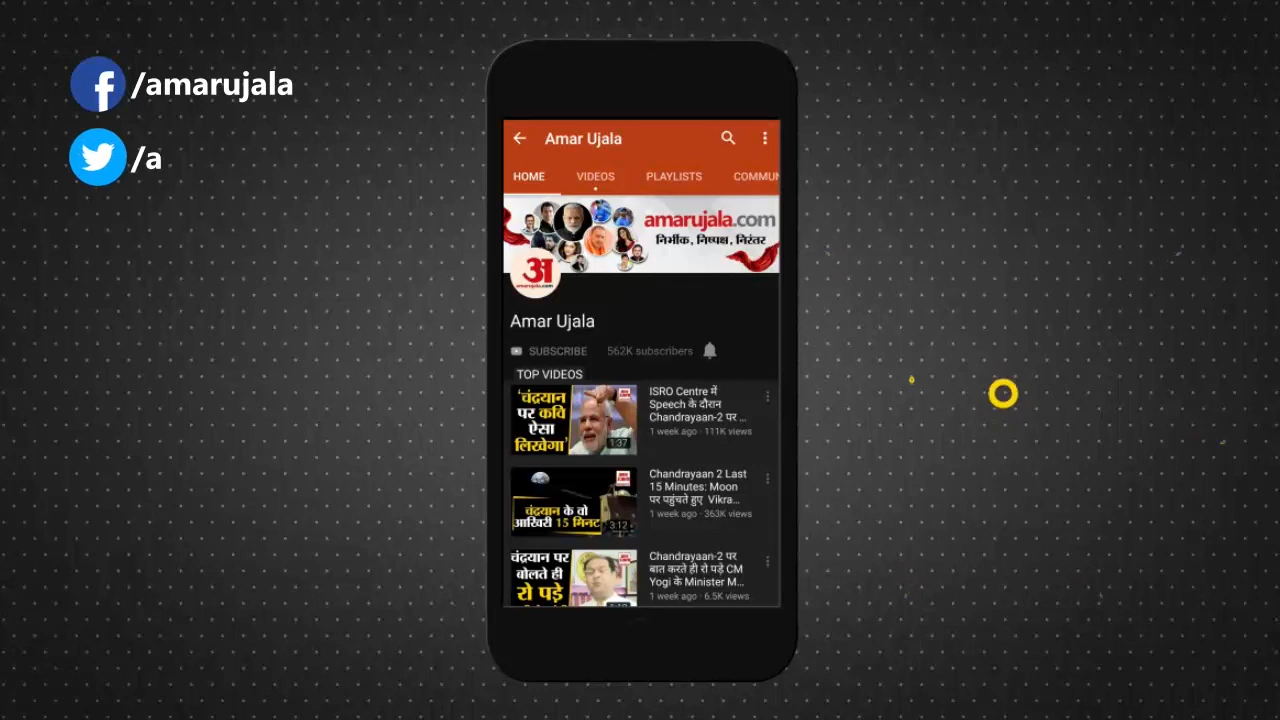 /amarujala
/a
Amar Ujala
HOME VIDEOS PLAYLISTS COMMUN
amarujala.com
निर्भीक, निष्पक्ष, निरंतर
अ
amarujala.com
Amar Ujala
SUBSCRIBE 562K subscribers
TOP VIDEOS
'चंद्रयान
पर कवि
ऐसा
लिखेगा'
1:37
ISRO Centre में
Speech के दौरान
Chandrayaan-2 पर ...
1 week ago · 111K views
चंद्रयान के वो
आखिरी 15 मिनट
3:12
Chandrayaan 2 Last
15 Minutes: Moon
पर पहुंचते हुए Vikra...
1 week ago · 363K views
चंद्रयान पर
बोलते ही
रो पड़े
Chandrayaan-2 पर
बात करते ही रो पड़े CM
Yogi के Minister M...
1 week ago · 6.5K views